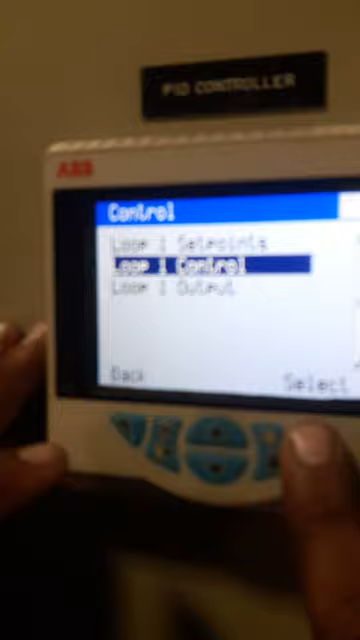 PID CONTROLLER
ABB
Control
Loop 1 Setpoints
Loop 1 Control
Loop 1 Output
Back
Select